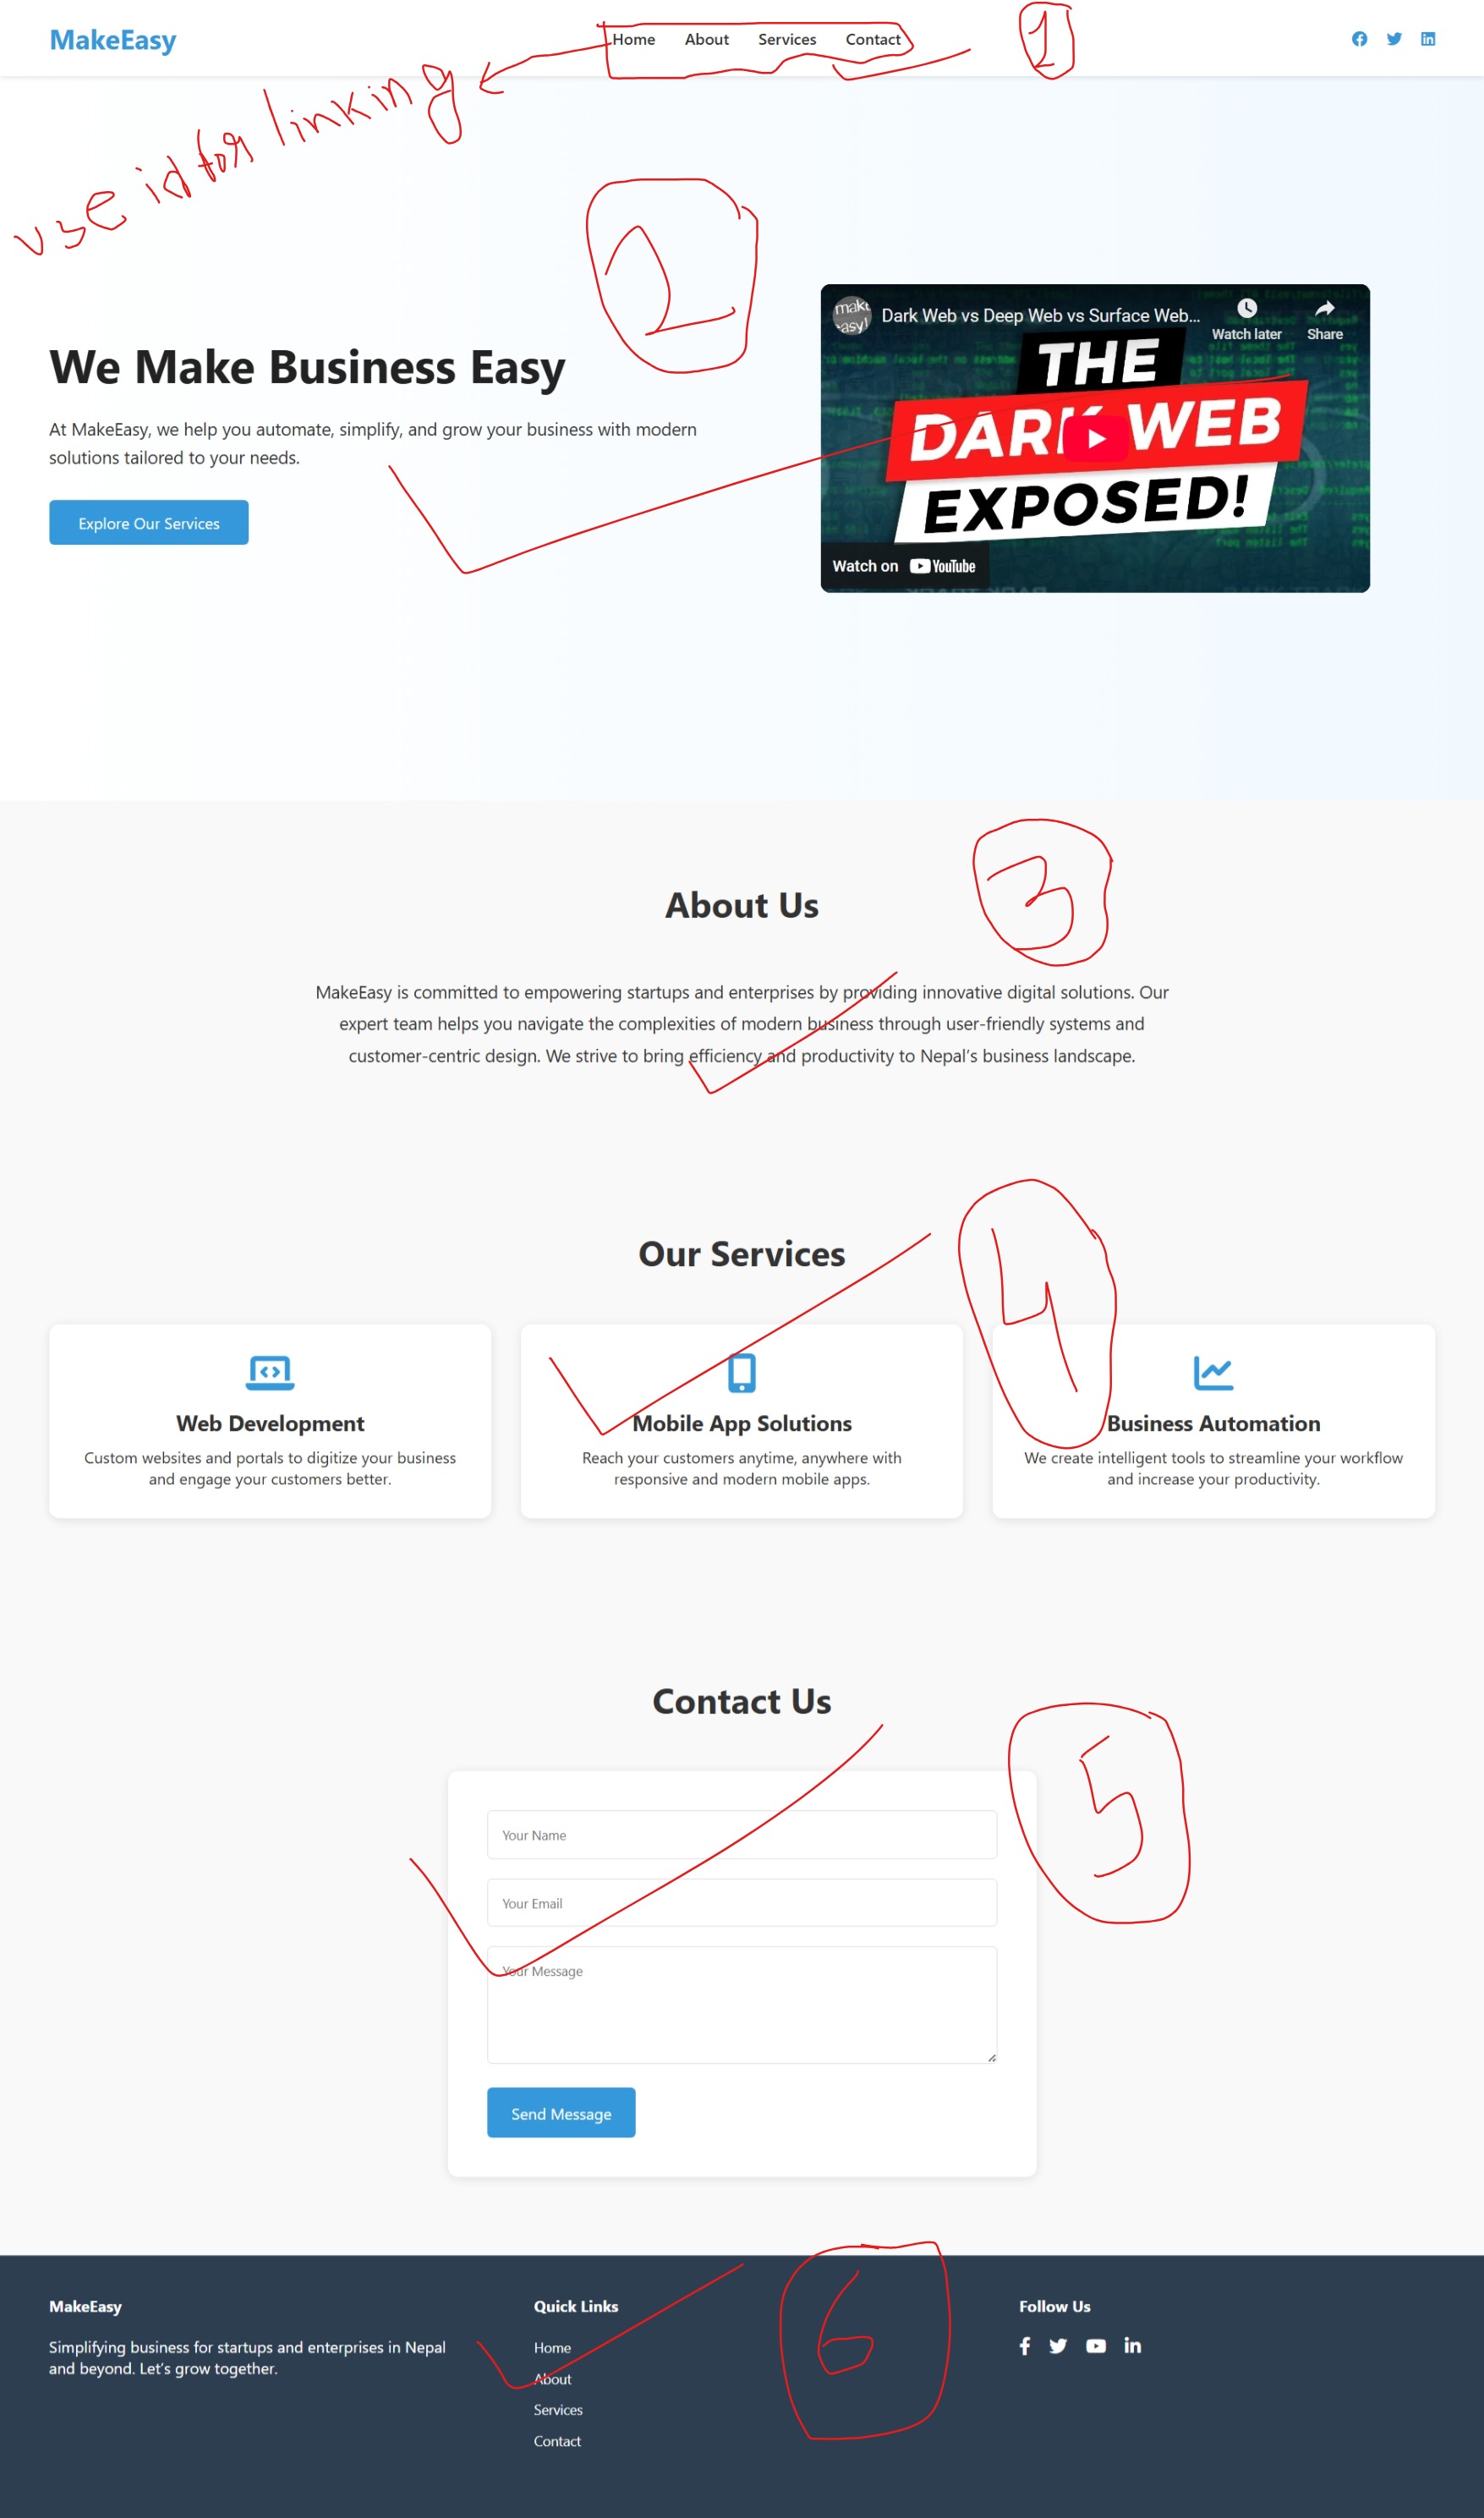 MakeEasy
Home About Services Contact
1
use id for linking
2
We Make Business Easy
At MakeEasy, we help you automate, simplify, and grow your business with modern
solutions tailored to your needs.
Explore Our Services
make
easy!
Dark Web vs Deep Web vs Surface Web...
Watch later
Share
THE
DARK WEB
EXPOSED!
Watch on YouTube
3
About Us
MakeEasy is committed to empowering startups and enterprises by providing innovative digital solutions. Our
expert team helps you navigate the complexities of modern business through user-friendly systems and
customer-centric design. We strive to bring efficiency and productivity to Nepal’s business landscape.
4
Our Services
Web Development
Custom websites and portals to digitize your business
and engage your customers better.
Mobile App Solutions
Reach your customers anytime, anywhere with
responsive and modern mobile apps.
Business Automation
We create intelligent tools to streamline your workflow
and increase your productivity.
Contact Us
5
Your Name
Your Email
Your Message
Send Message
6
MakeEasy
Simplifying business for startups and enterprises in Nepal
and beyond. Let’s grow together.
Quick Links
Home
About
Services
Contact
Follow Us